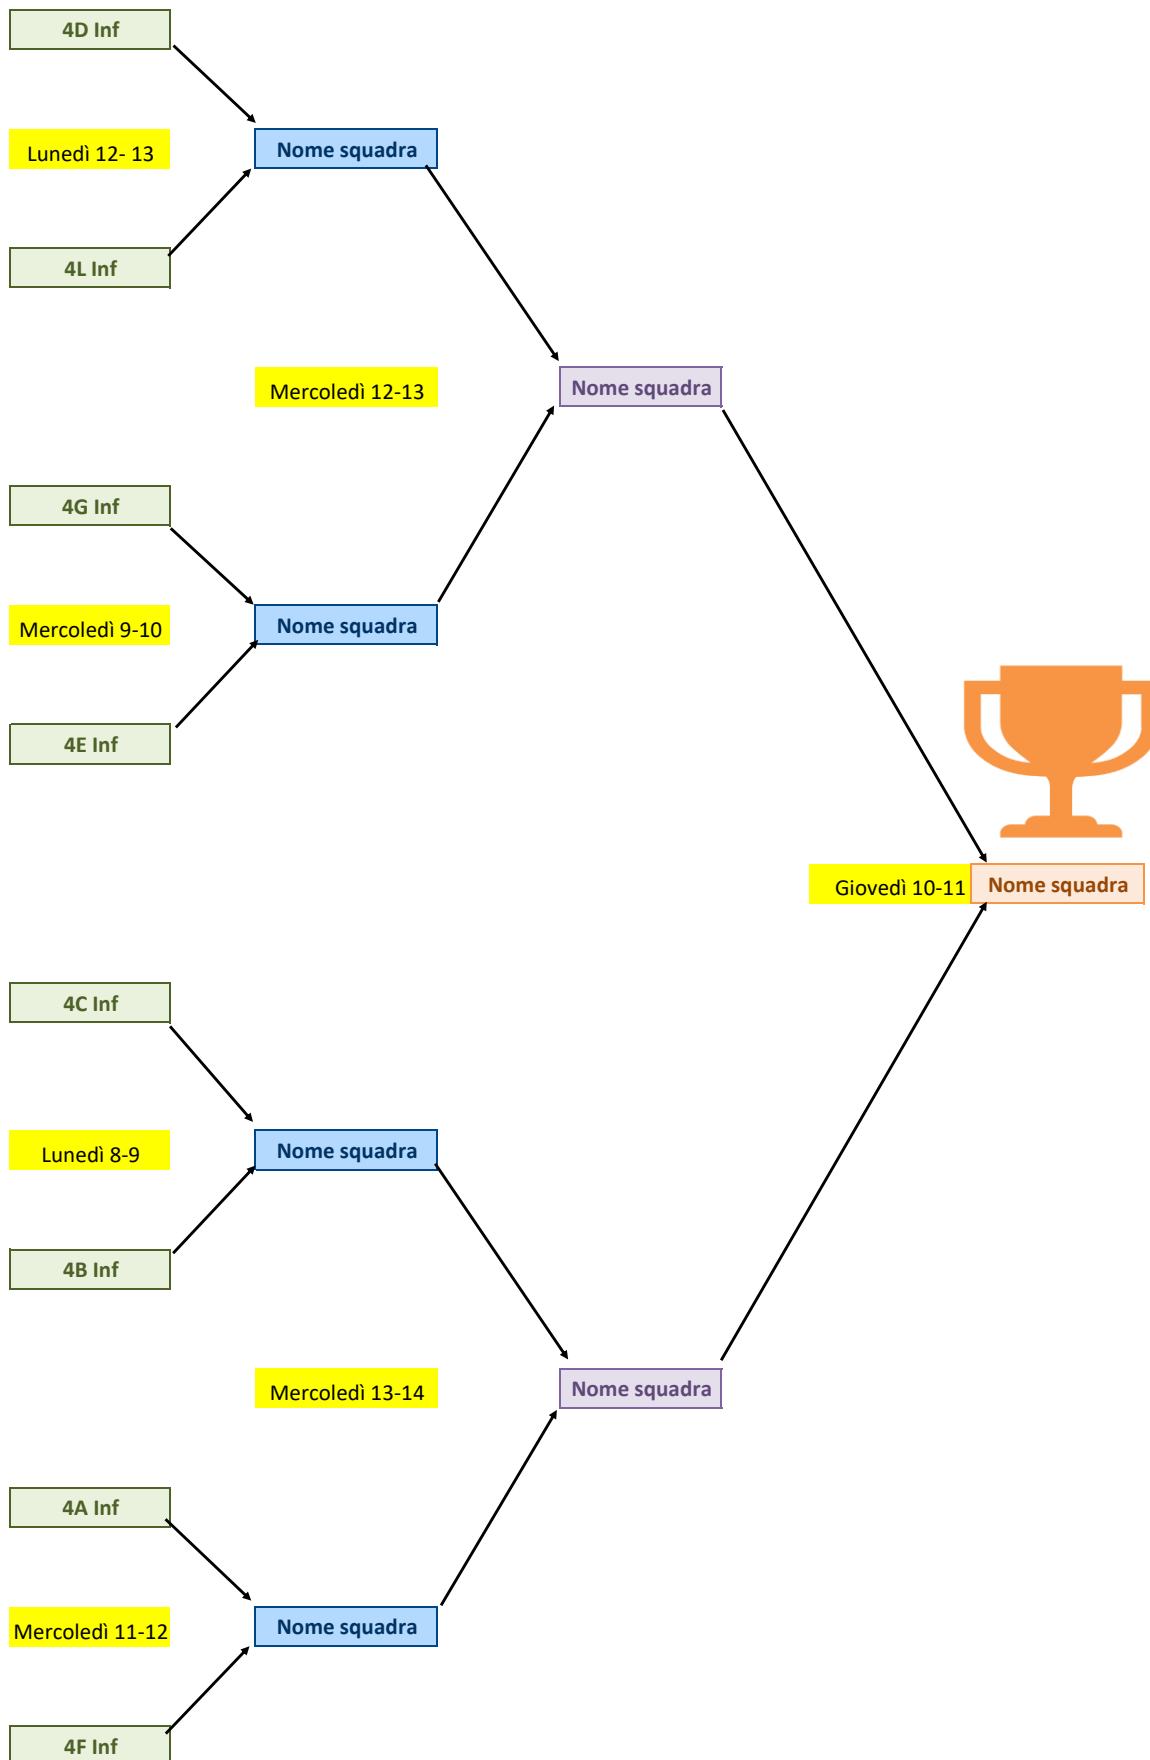 4D Inf
Lunedì 12- 13
Nome squadra
4L Inf
Mercoledì 12-13
Nome squadra
4G Inf
Mercoledì 9-10
Nome squadra
4E Inf
Giovedì 10-11
Nome squadra
4C Inf
Lunedì 8-9
Nome squadra
4B Inf
Mercoledì 13-14
Nome squadra
4A Inf
Mercoledì 11-12
Nome squadra
4F Inf